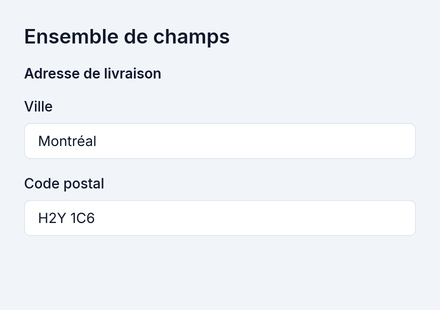 Ensemble de champs
Adresse de livraison
Ville
Montréal
Code postal
H2Y 1C6